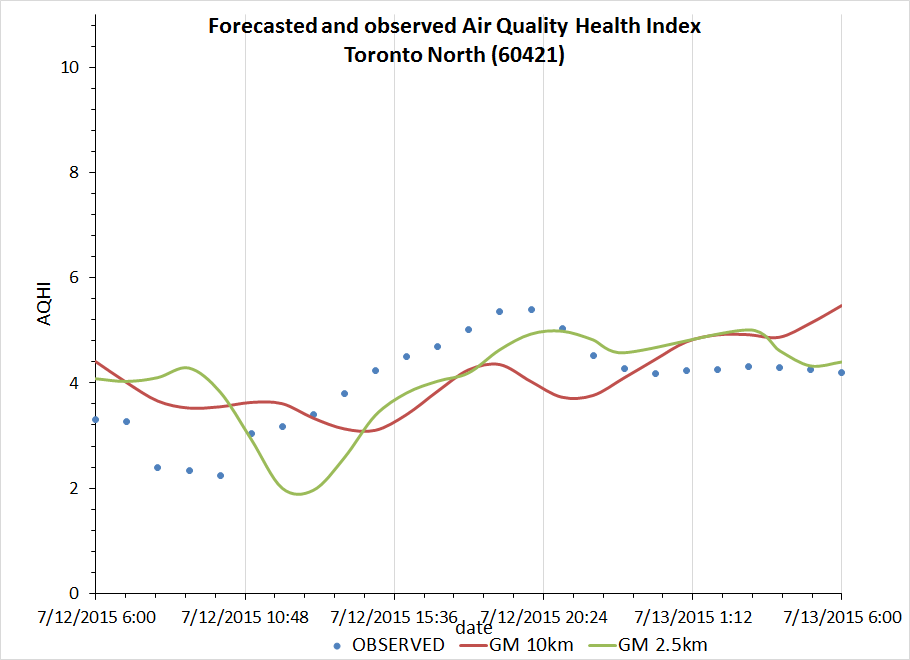 Forecasted and observed Air Quality Health Index
Toronto North (60421)
10
8
6
AQHI
4
2
0
7/12/2015 6:00 7/12/2015 10:48 7/12/2015 15:36 7/12/2015 20:24 7/13/2015 1:12 7/13/2015 6:00
date
OBSERVED GM 10km GM 2.5km